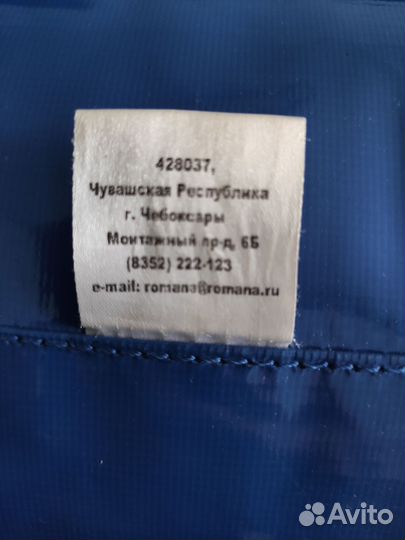 428037,
Чувашская Республика
г. Чебоксары
Монтажный пр-д, 6Б
(8352) 222-123
e-mail: romana@romana.ru
Avito